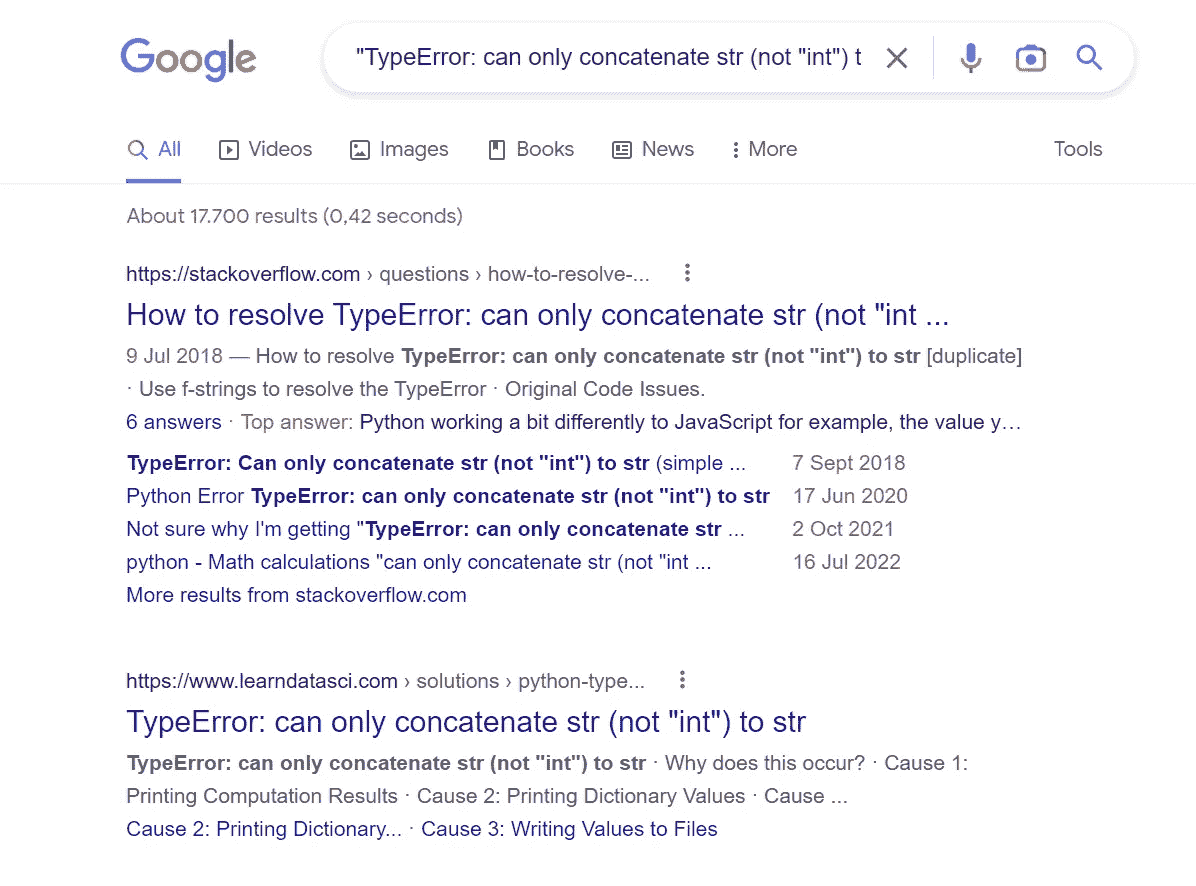 Google
"TypeError: can only concatenate str (not "int") t
All Videos Images Books News More Tools
About 17.700 results (0,42 seconds)
https://stackoverflow.com › questions › how-to-resolve-...
How to resolve TypeError: can only concatenate str (not "int ...
9 Jul 2018 — How to resolve TypeError: can only concatenate str (not "int") to str [duplicate]
· Use f-strings to resolve the TypeError · Original Code Issues.
6 answers · Top answer: Python working a bit differently to JavaScript for example, the value y…
TypeError: Can only concatenate str (not "int") to str (simple ... 7 Sept 2018
Python Error TypeError: can only concatenate str (not "int") to str 17 Jun 2020
Not sure why I'm getting "TypeError: can only concatenate str ... 2 Oct 2021
python - Math calculations "can only concatenate str (not "int ... 16 Jul 2022
More results from stackoverflow.com
https://www.learndatasci.com › solutions › python-type...
TypeError: can only concatenate str (not "int") to str
TypeError: can only concatenate str (not "int") to str · Why does this occur? · Cause 1:
Printing Computation Results · Cause 2: Printing Dictionary Values · Cause ...
Cause 2: Printing Dictionary... · Cause 3: Writing Values to Files